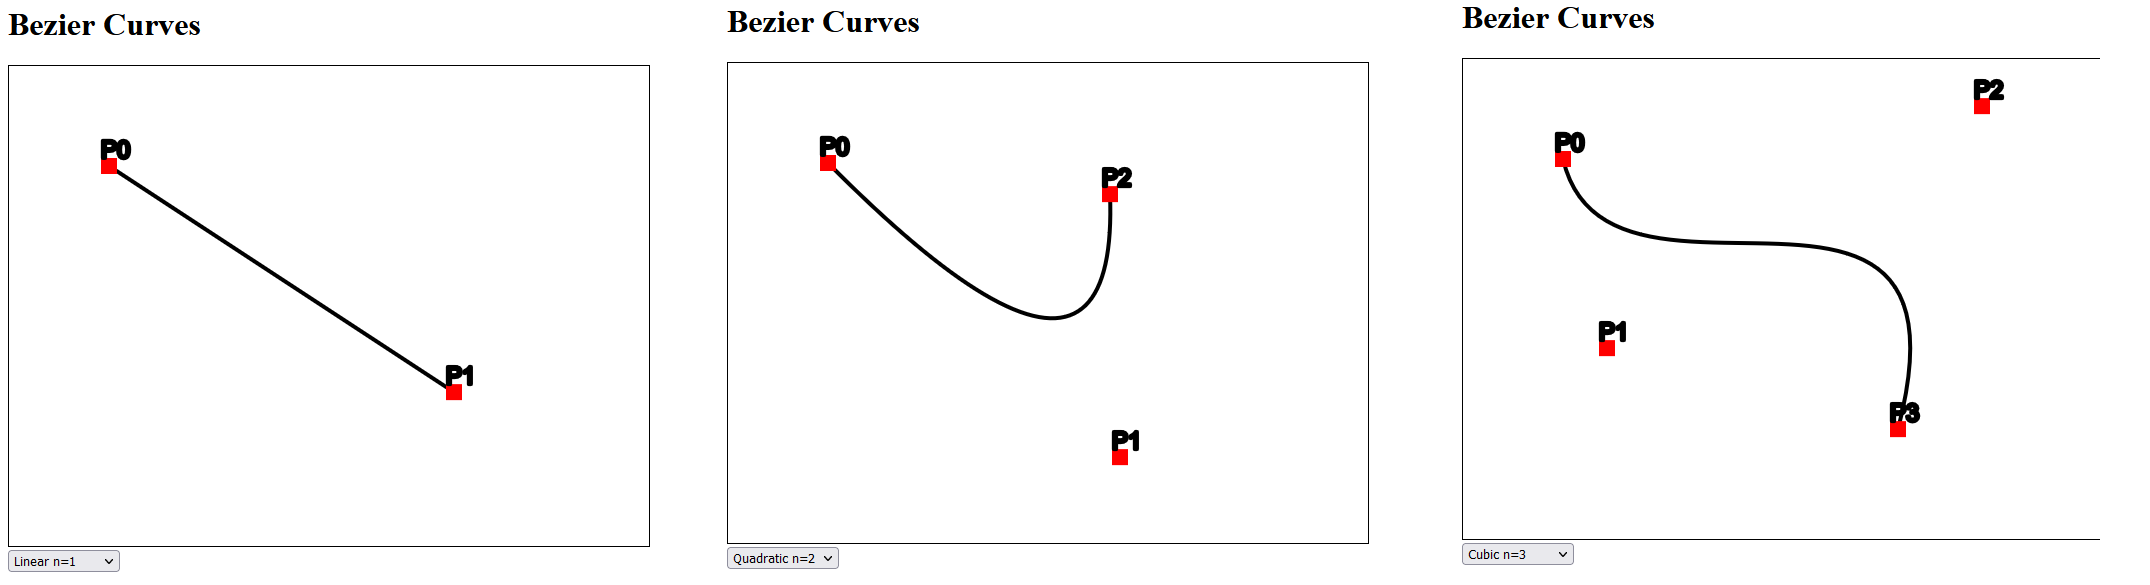 Bezier Curves
P0
P1
Linear n=1
Bezier Curves
P0
P2
P1
Quadratic n=2
Bezier Curves
P2
P0
P1
P3
Cubic n=3